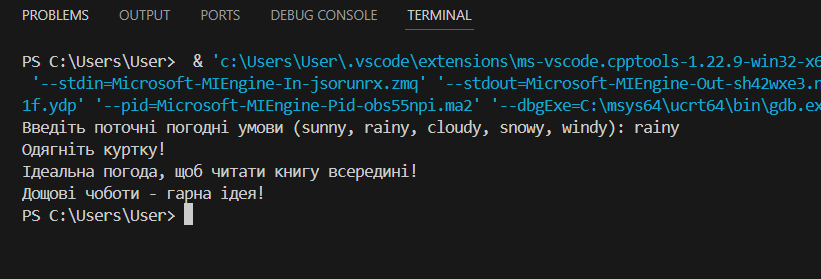 PROBLEMS OUTPUT PORTS DEBUG CONSOLE TERMINAL
PS C:\Users\User>  & 'c:\Users\User\.vscode\extensions\ms-vscode.cpptools-1.22.9-win32-x6
'--stdin=Microsoft-MIEngine-In-jsorunrx.zmq' '--stdout=Microsoft-MIEngine-Out-sh42wxe3.r
1f.ydp' '--pid=Microsoft-MIEngine-Pid-obs55npi.ma2' '--dbgExe=C:\msys64\ucrt64\bin\gdb.ex
Введіть поточні погодні умови (sunny, rainy, cloudy, snowy, windy): rainy
Одягніть куртку!
Ідеальна погода, щоб читати книгу всередині!
Дощові чоботи - гарна ідея!
PS C:\Users\User>